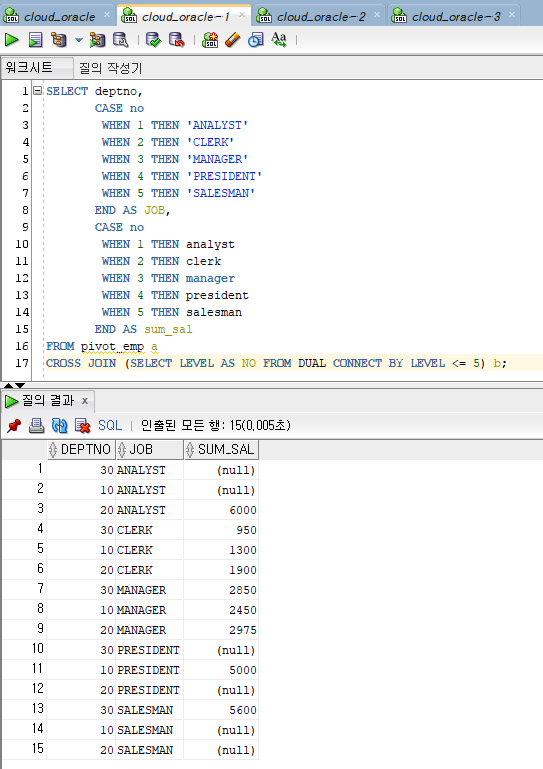 cloud_oracle cloud_oracle-1 cloud_oracle-2 cloud_oracle-3
워크시트 질의 작성기
1 SELECT deptno,
2 CASE no
3 WHEN 1 THEN 'ANALYST'
4 WHEN 2 THEN 'CLERK'
5 WHEN 3 THEN 'MANAGER'
6 WHEN 4 THEN 'PRESIDENT'
7 WHEN 5 THEN 'SALESMAN'
8 END AS JOB,
9 CASE no
10 WHEN 1 THEN analyst
11 WHEN 2 THEN clerk
12 WHEN 3 THEN manager
13 WHEN 4 THEN president
14 WHEN 5 THEN salesman
15 END AS sum_sal
16 FROM pivot_emp a
17 CROSS JOIN (SELECT LEVEL AS NO FROM DUAL CONNECT BY LEVEL <= 5) b;
질의 결과 x
SQL | 인출된 모든 행: 15(0,005초)
DEPTNO JOB SUM_SAL
1 30 ANALYST (null)
2 10 ANALYST (null)
3 20 ANALYST 6000
4 30 CLERK 950
5 10 CLERK 1300
6 20 CLERK 1900
7 30 MANAGER 2850
8 10 MANAGER 2450
9 20 MANAGER 2975
10 30 PRESIDENT (null)
11 10 PRESIDENT 5000
12 20 PRESIDENT (null)
13 30 SALESMAN 5600
14 10 SALESMAN (null)
15 20 SALESMAN (null)